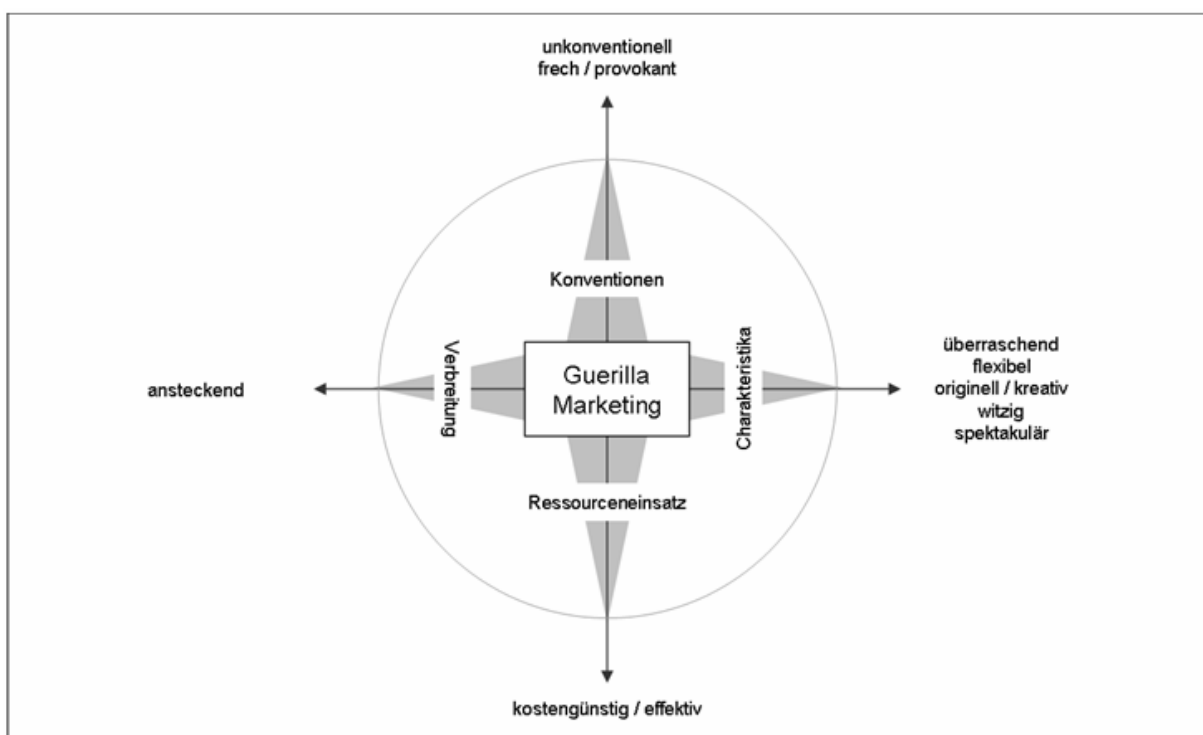 unkonventionell
frech / provokant
Konventionen
Verbreitung
Guerilla
Marketing
Charakteristika
ansteckend
überraschend
flexibel
originell / kreativ
witzig
spektakulär
Ressourceneinsatz
kostengünstig / effektiv